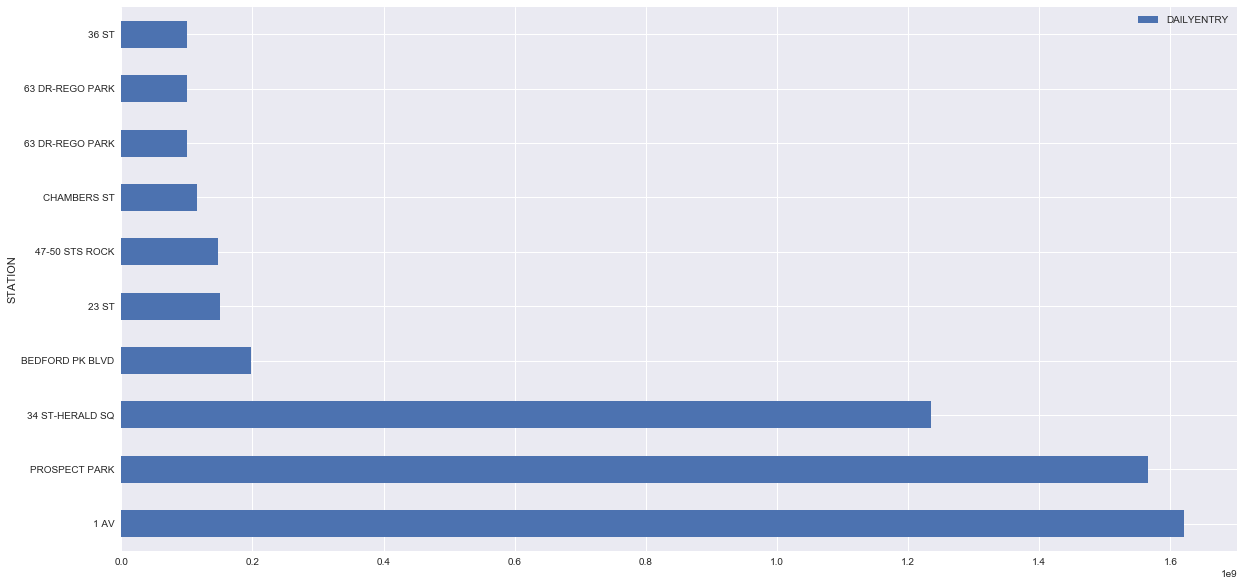 DAILYENTRY
36 ST
63 DR-REGO PARK
63 DR-REGO PARK
CHAMBERS ST
47-50 STS ROCK
23 ST
BEDFORD PK BLVD
34 ST-HERALD SQ
PROSPECT PARK
1 AV
STATION
0.0 0.2 0.4 0.6 0.8 1.0 1.2 1.4 1.6
1e9